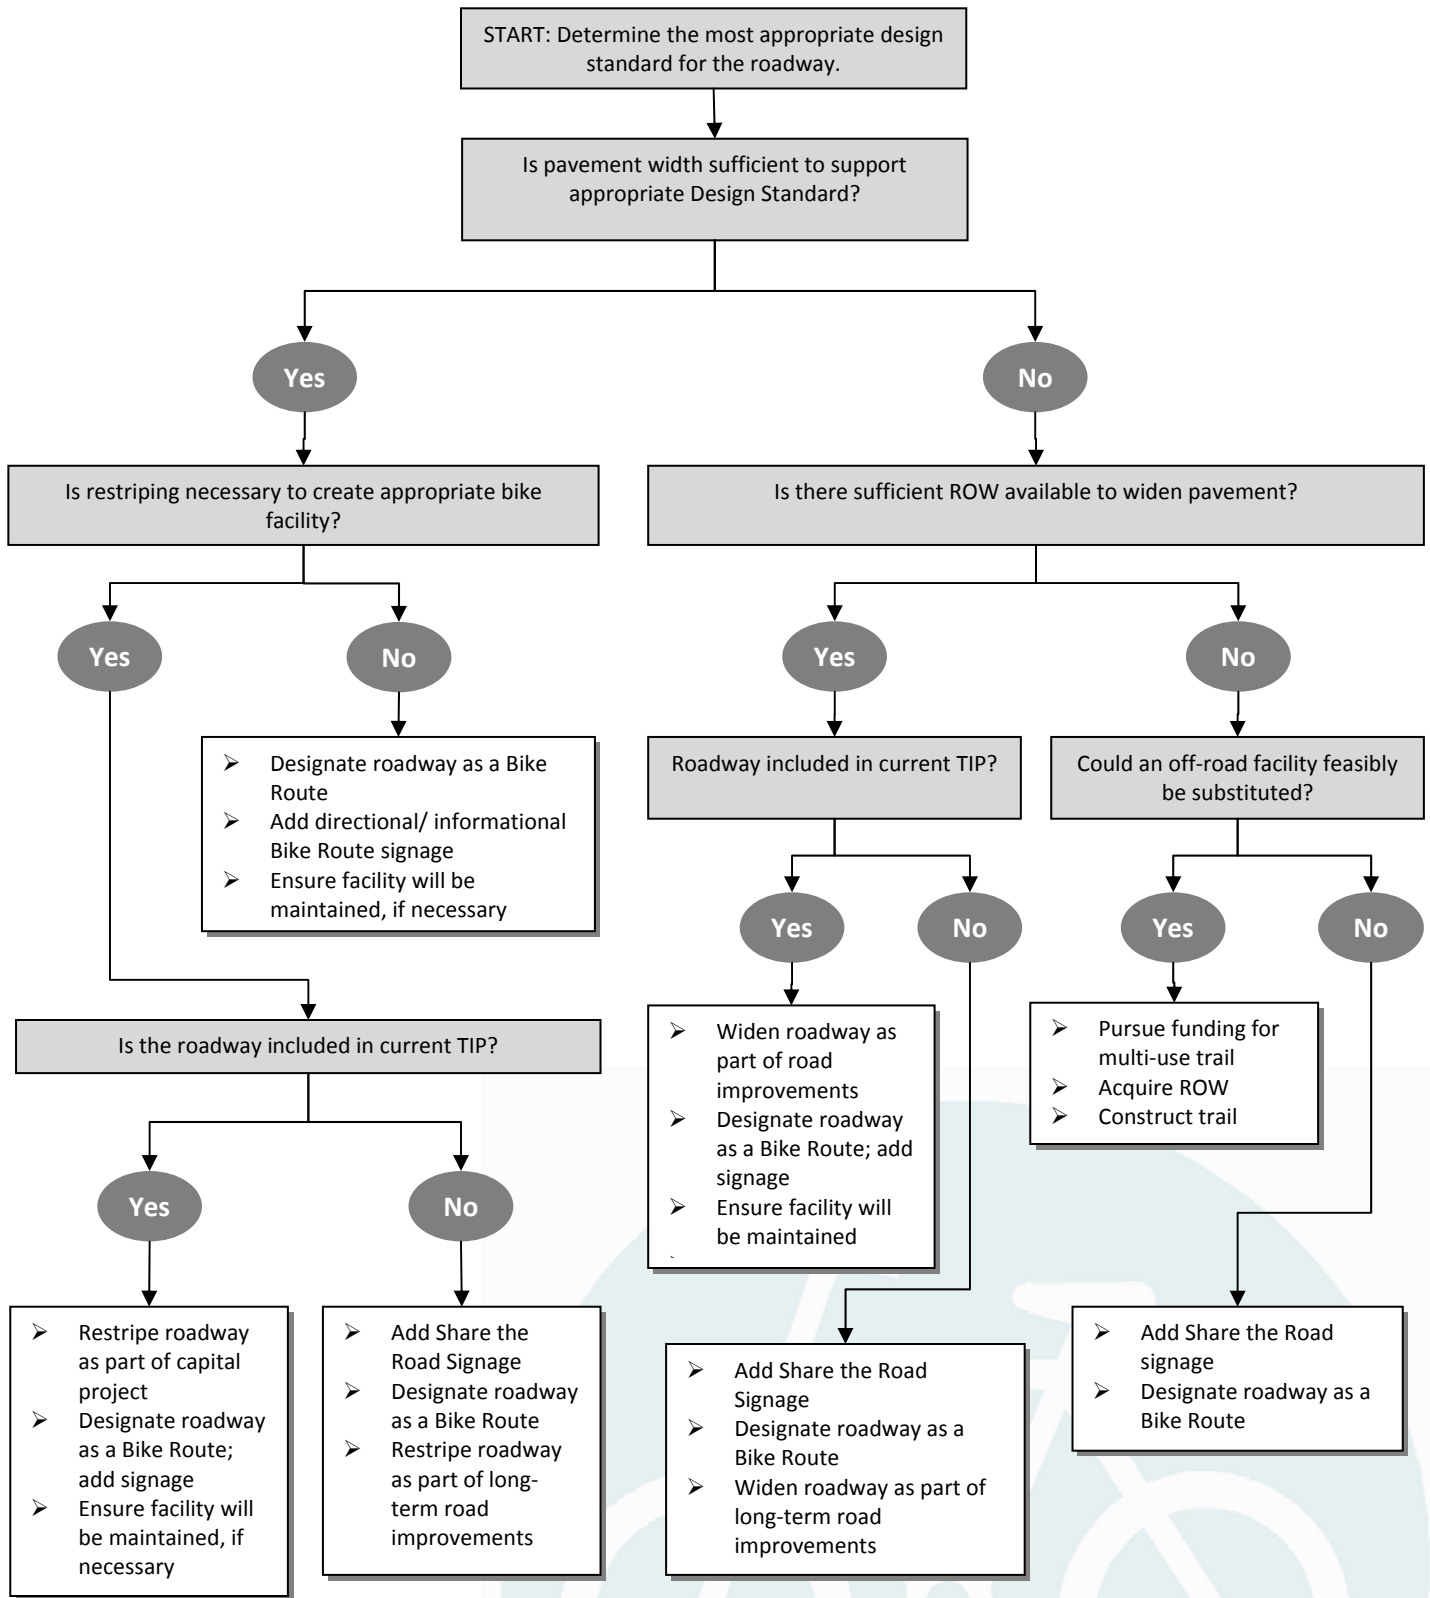 START: Determine the most appropriate design
standard for the roadway.
Is pavement width sufficient to support
appropriate Design Standard?
Yes
No
Is restriping necessary to create appropriate bike
facility?
Is there sufficient ROW available to widen pavement?
Yes
No
Yes
No
➢ Designate roadway as a Bike
Route
➢ Add directional/ informational
Bike Route signage
➢ Ensure facility will be
maintained, if necessary
Roadway included in current TIP?
Could an off-road facility feasibly
be substituted?
Yes
No
Yes
No
Is the roadway included in current TIP?
➢ Widen roadway as
part of road
improvements
➢ Designate roadway
as a Bike Route; add
signage
➢ Ensure facility will
be maintained
➢ Pursue funding for
multi-use trail
➢ Acquire ROW
➢ Construct trail
Yes
No
➢ Restripe roadway
as part of capital
project
➢ Designate roadway
as a Bike Route;
add signage
➢ Ensure facility will
be maintained, if
necessary
➢ Add Share the
Road Signage
➢ Designate roadway
as a Bike Route
➢ Restripe roadway
as part of long-
term road
improvements
➢ Add Share the Road
Signage
➢ Designate roadway as a
Bike Route
➢ Widen roadway as part of
long-term road
improvements
➢ Add Share the Road
signage
➢ Designate roadway as a
Bike Route